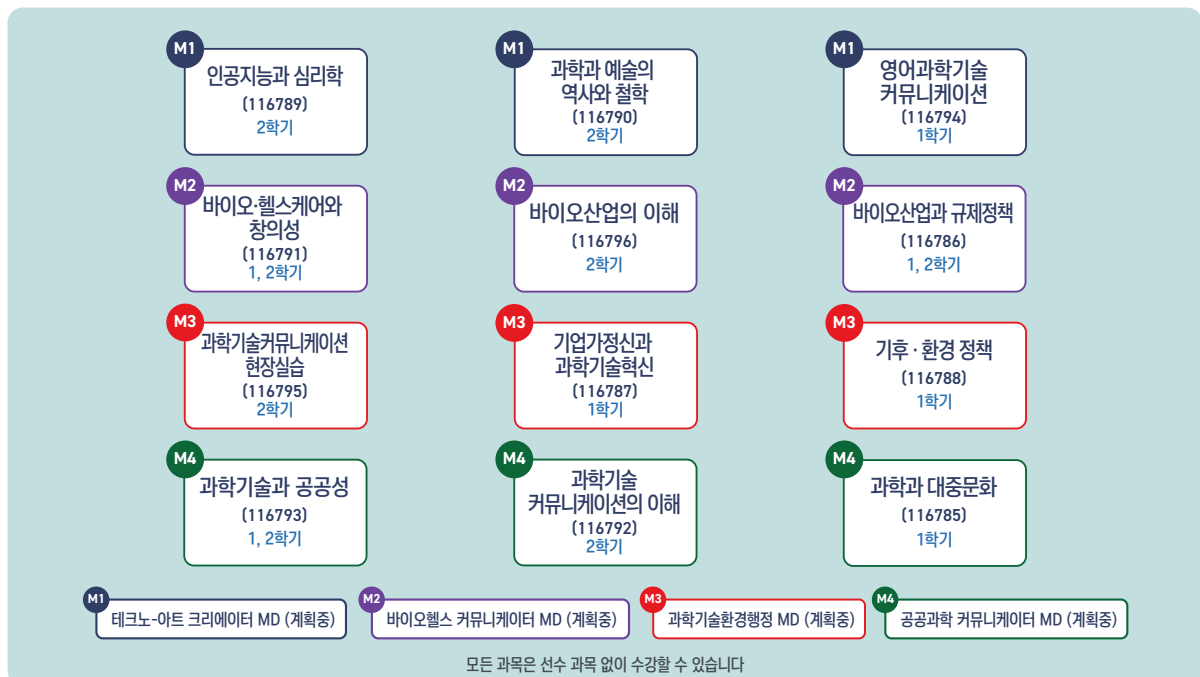 M1
인공지능과 심리학
(116789)
2학기
M1
과학과 예술의
역사와 철학
(116790)
2학기
M1
영어과학기술
커뮤니케이션
(116794)
1학기
M2
바이오·헬스케어와
창의성
(116791)
1, 2학기
M2
바이오산업의 이해
(116796)
2학기
M2
바이오산업과 규제정책
(116786)
1, 2학기
M3
과학기술커뮤니케이션
현장실습
(116795)
2학기
M3
기업가정신과
과학기술혁신
(116787)
1학기
M3
기후 · 환경 정책
(116788)
1학기
M4
과학기술과 공공성
(116793)
1, 2학기
M4
과학기술
커뮤니케이션의 이해
(116792)
2학기
M4
과학과 대중문화
(116785)
1학기
M1 테크노-아트 크리에이터 MD (계획중)
M2 바이오헬스 커뮤니케이터 MD (계획중)
M3 과학기술환경행정 MD (계획중)
M4 공공과학 커뮤니케이터 MD (계획중)
모든 과목은 선수 과목 없이 수강할 수 있습니다